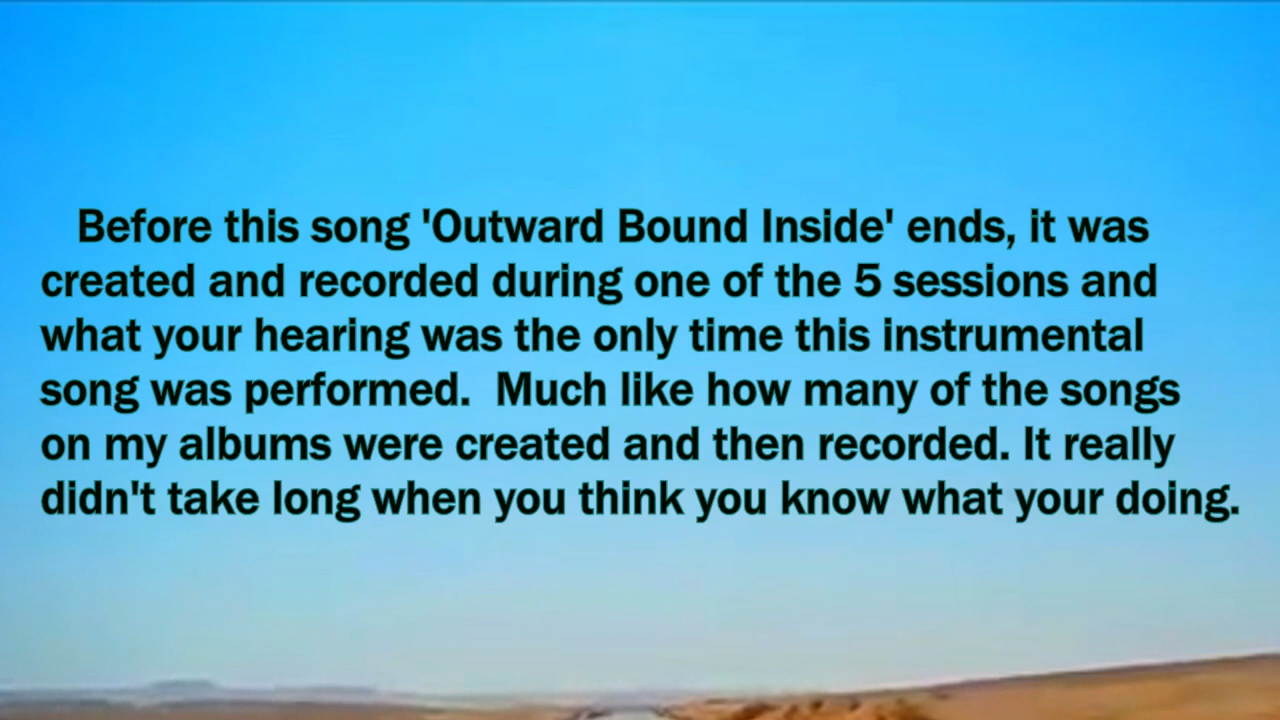 Before this song 'Outward Bound Inside' ends, it was
created and recorded during one of the 5 sessions and
what your hearing was the only time this instrumental
song was performed.  Much like how many of the songs
on my albums were created and then recorded. It really
didn't take long when you think you know what your doing.